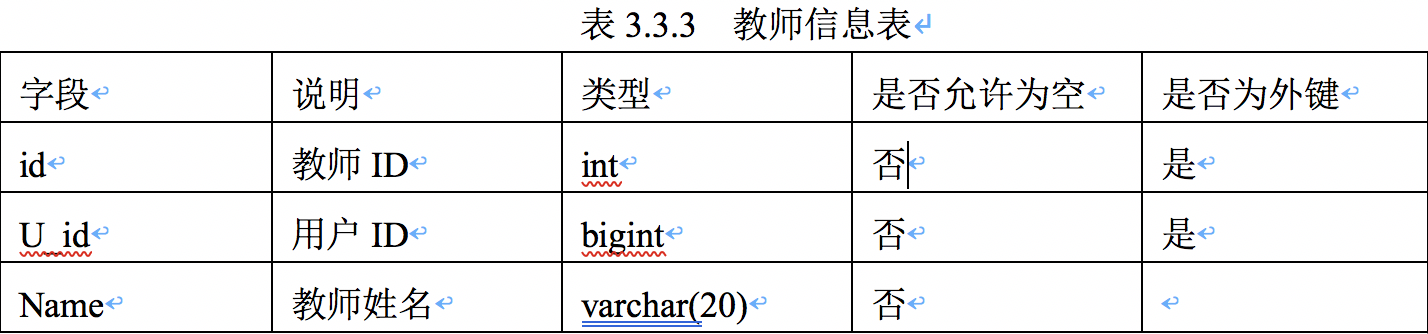 表 3.3.3 教师信息表
字段 说明 类型 是否允许为空 是否为外键
id 教师 ID int 否 是
U_id 用户 ID bigint 否 是
Name 教师姓名 varchar(20) 否